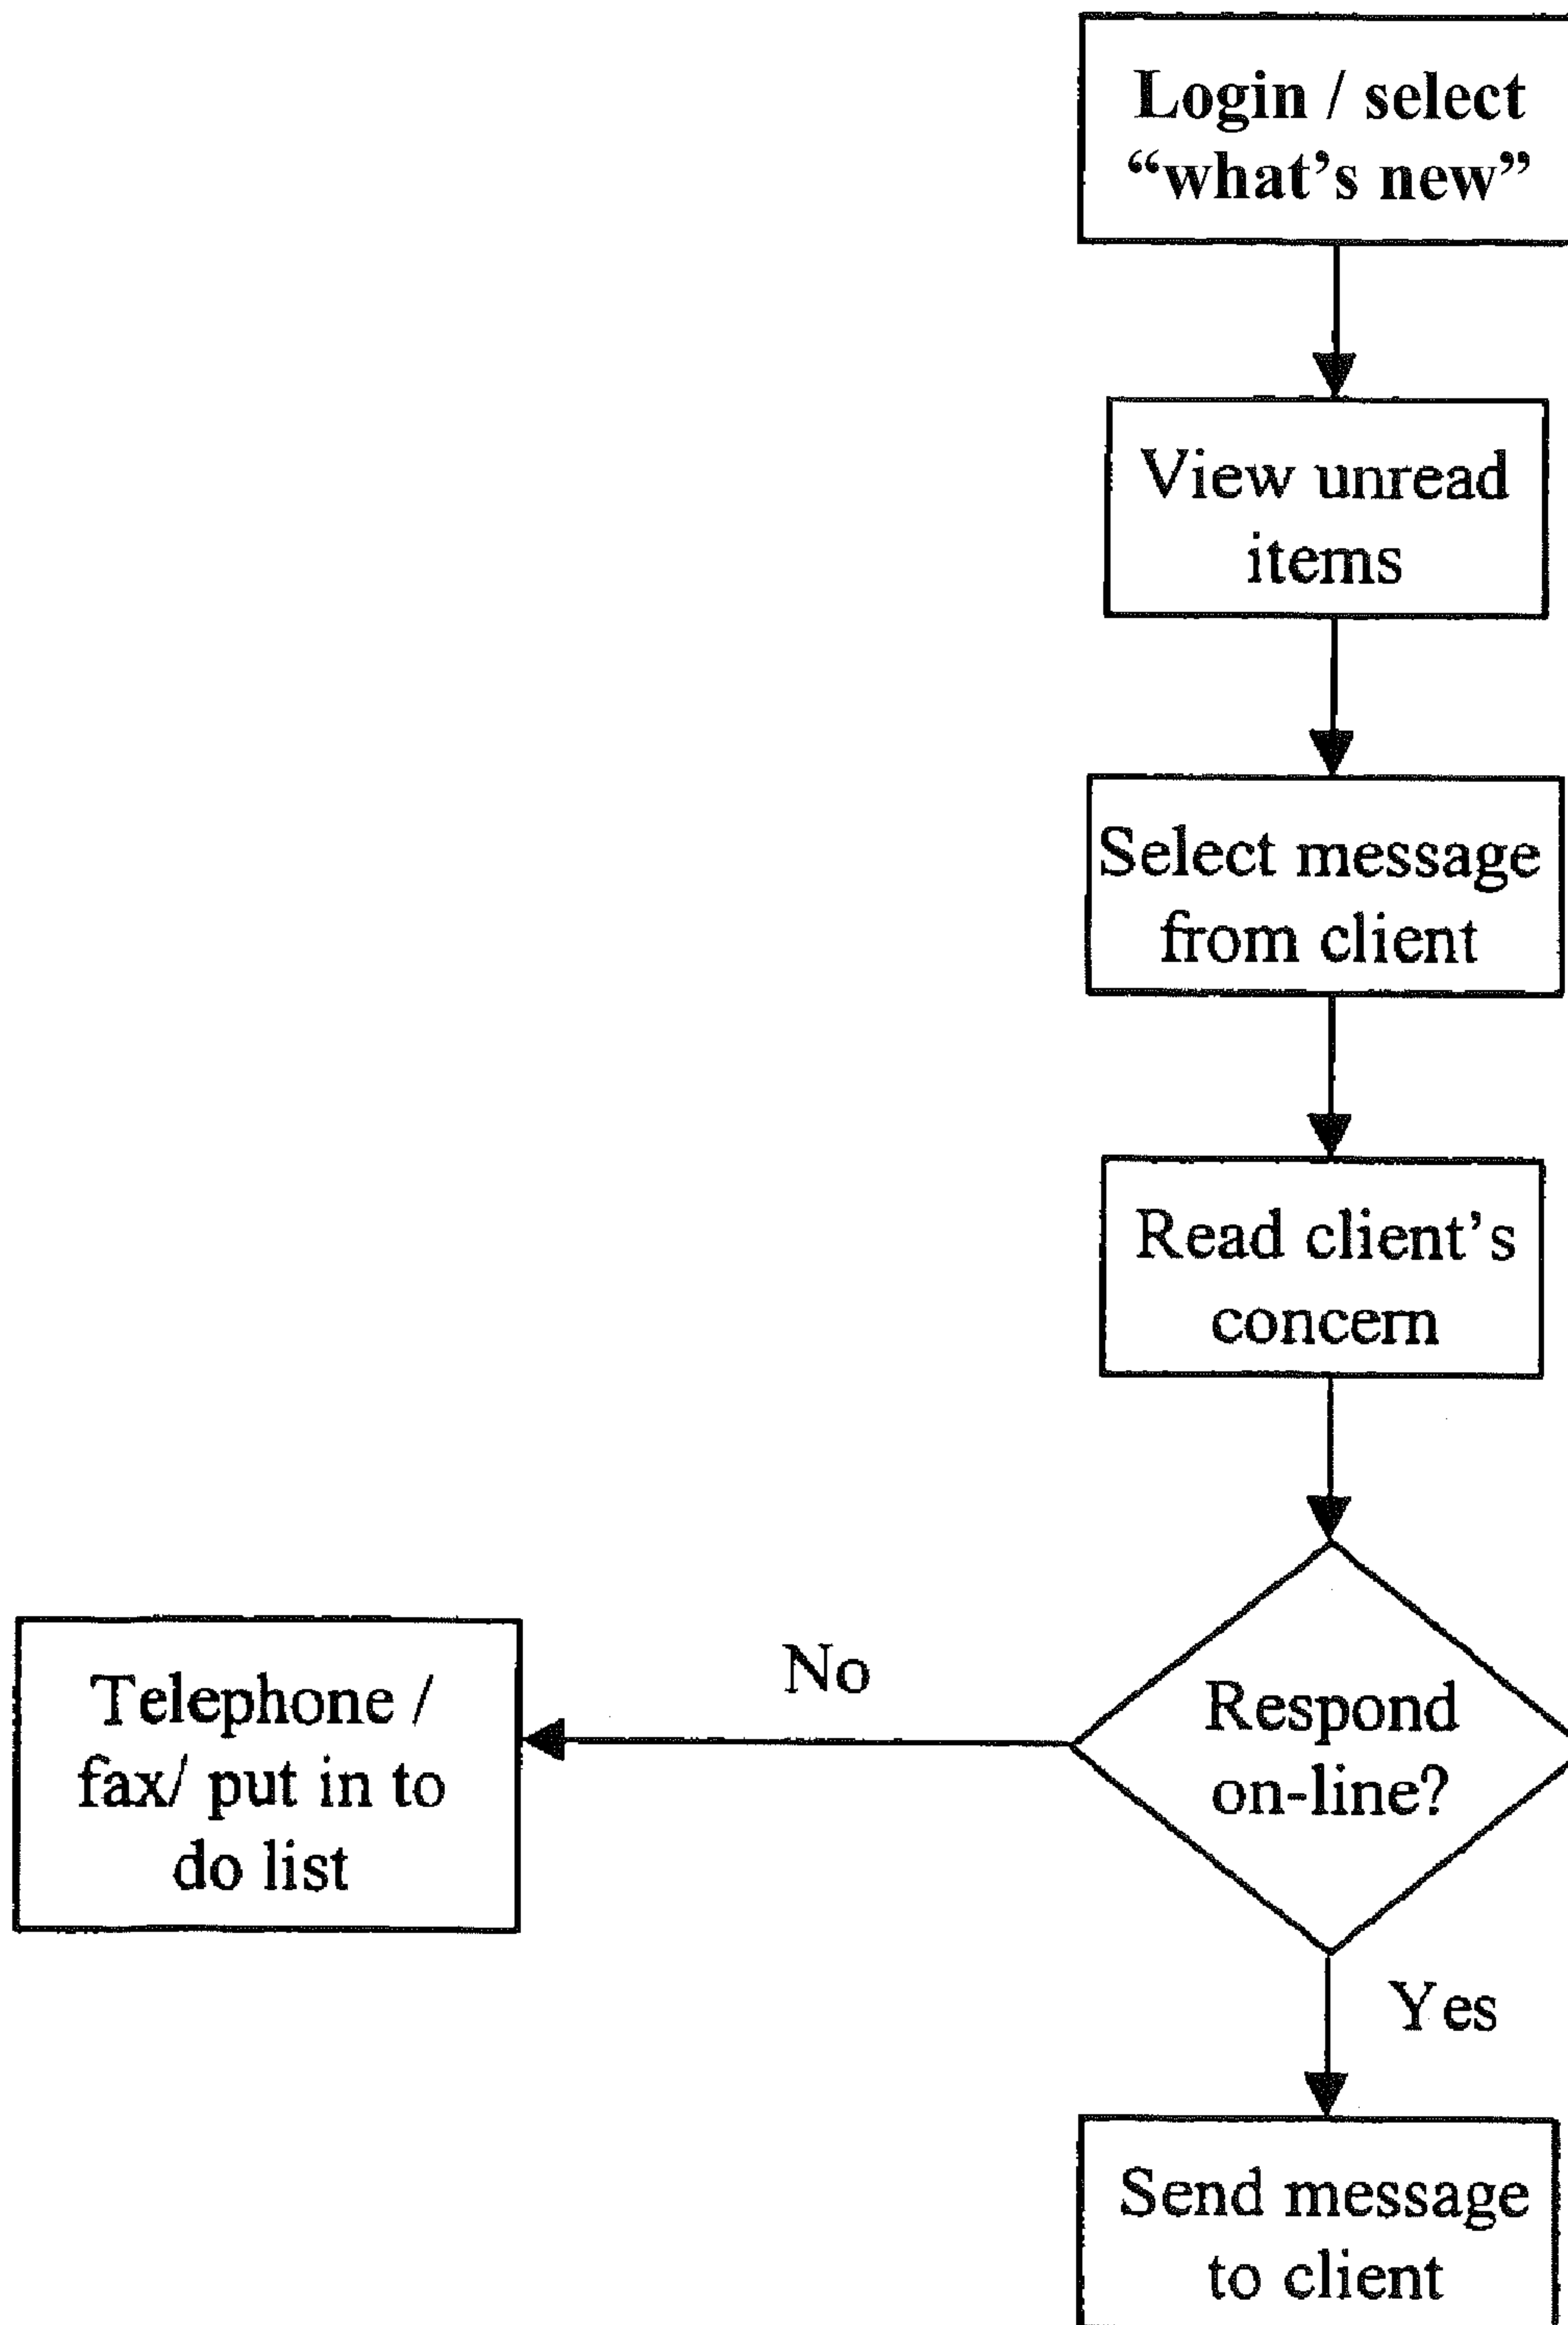 Login / select
“what’s new”
View unread
items
Select message
from client
Read client’s
concern
Respond
on-line?
No
Telephone /
fax/ put in to
do list
Yes
Send message
to client